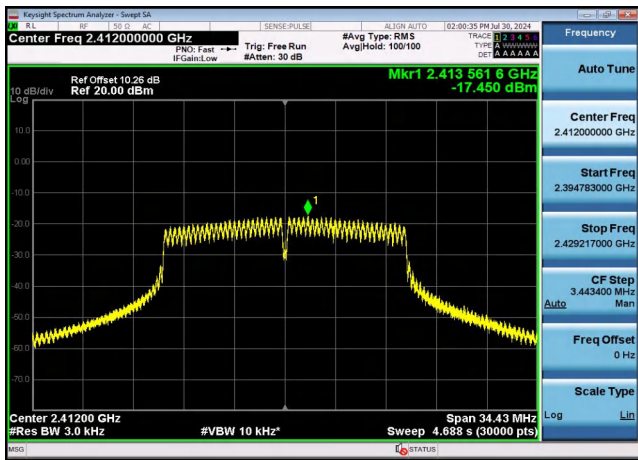 Keysight Spectrum Analyzer - Swept SA
RL RF 50 Ω AC SENSE:PULSE ALIGN AUTO 02:00:35 PM Jul 30, 2024
Center Freq 2.412000000 GHz
PNO: Fast
IFGain:Low
Trig: Free Run
#Atten: 30 dB
#Avg Type: RMS
Avg|Hold: 100/100
TRACE 1 2 3 4 5 6
TYPE A WWWWW
DET A A A A A A
Frequency
Ref Offset 10.26 dB
Ref 20.00 dBm
10 dB/div
Log
Mkr1 2.413 561 6 GHz
-17.450 dBm
10.0
0.00
-10.0
-20.0
-30.0
-40.0
-50.0
-60.0
-70.0
1
Center 2.41200 GHz
#Res BW 3.0 kHz
#VBW 10 kHz*
Span 34.43 MHz
Sweep 4.688 s (30000 pts)
Auto Tune
Center Freq
2.412000000 GHz
Start Freq
2.394783000 GHz
Stop Freq
2.429217000 GHz
CF Step
3.443400 MHz
Auto Man
Freq Offset
0 Hz
Scale Type
Log Lin
MSG
STATUS